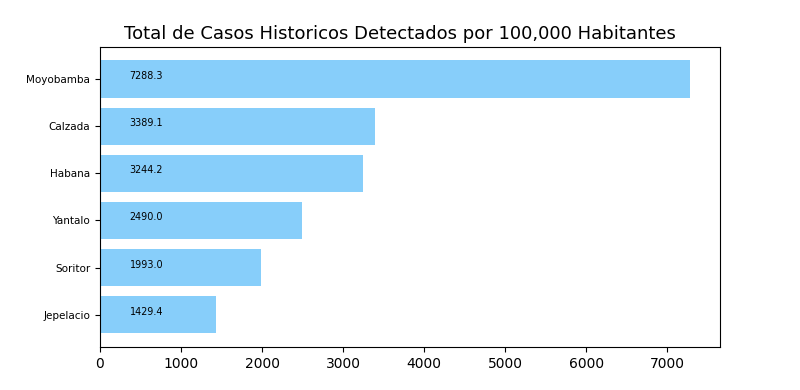 Total de Casos Historicos Detectados por 100,000 Habitantes
Moyobamba 7288.3
Calzada 3389.1
Habana 3244.2
Yantalo 2490.0
Soritor 1993.0
Jepelacio 1429.4
0 1000 2000 3000 4000 5000 6000 7000